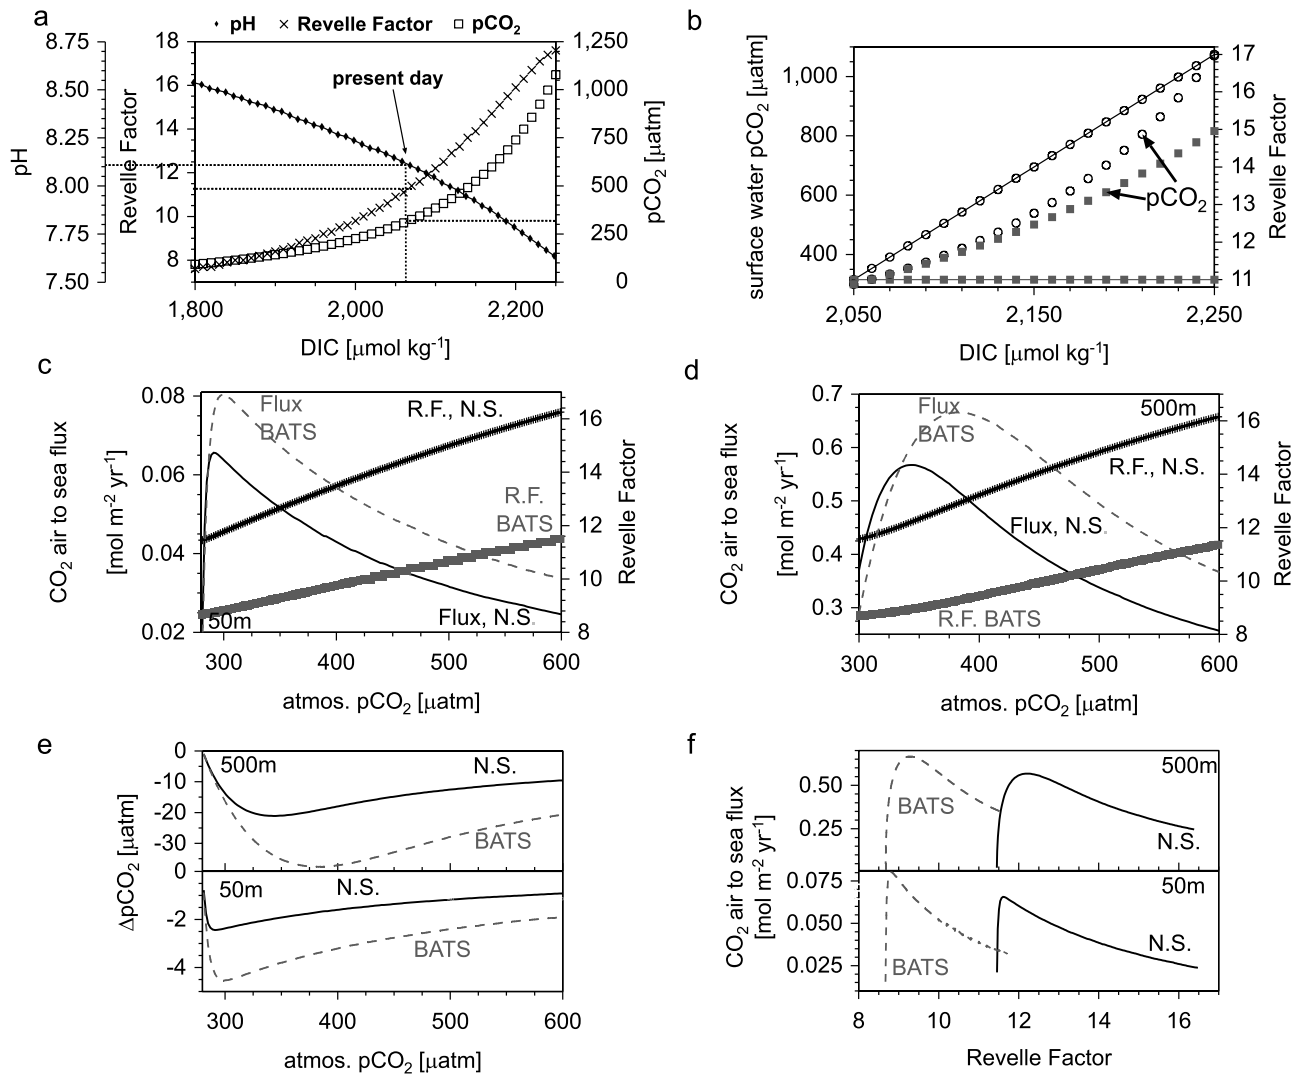 a
♦ pH × Revelle Factor □ pCO2
8.75
8.50
8.25
8.00
7.75
7.50
pH
18
16
14
12
10
8
Revelle Factor
present day
1,250
1,000
750
500
250
0
pCO2 [μatm]
1,800
2,000
2,200
DIC [μmol kg-1]
b
surface water pCO2 [μatm]
1,000
800
600
400
pCO2
17
16
15
14
13
12
11
Revelle Factor
2,050
2,150
2,250
DIC [μmol kg-1]
c
CO2 air to sea flux
[mol m-2 yr-1]
0.08
0.06
0.04
0.02
Flux
BATS
R.F., N.S.
R.F.
BATS
50m
Flux, N.S.
16
14
12
10
8
Revelle Factor
300
400
500
600
atmos. pCO2 [μatm]
d
CO2 air to sea flux
[mol m-2 yr-1]
0.7
0.6
0.5
0.4
0.3
Flux
BATS
500m
R.F., N.S.
Flux, N.S.
R.F. BATS
16
14
12
10
8
Revelle Factor
300
400
500
600
atmos. pCO2 [μatm]
e
ΔpCO2 [μatm]
0
-10
-20
-30
0
-2
-4
500m
N.S.
BATS
50m
N.S.
BATS
300
400
500
600
atmos. pCO2 [μatm]
f
CO2 air to sea flux
[mol m-2 yr-1]
0.50
0.25
0.075
0.050
0.025
500m
BATS
N.S.
50m
BATS
N.S.
8
10
12
14
16
Revelle Factor